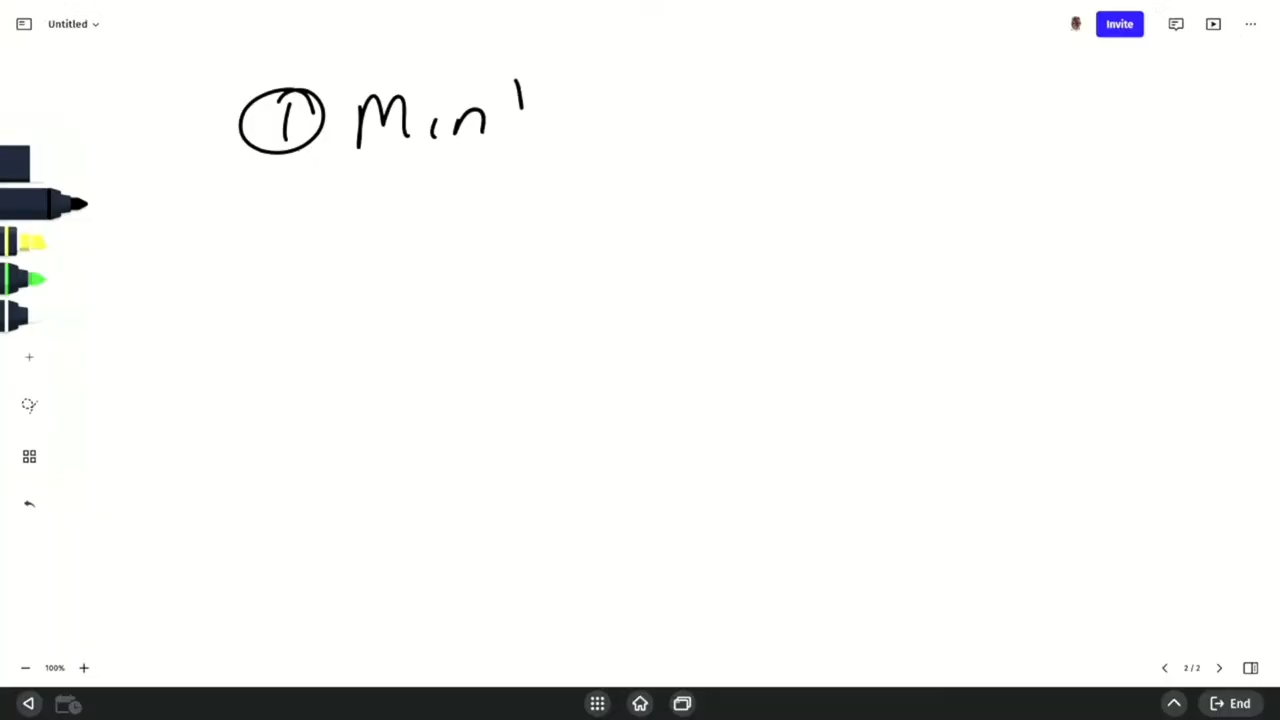 Untitled
Invite
① Min'
100%
2/2
End